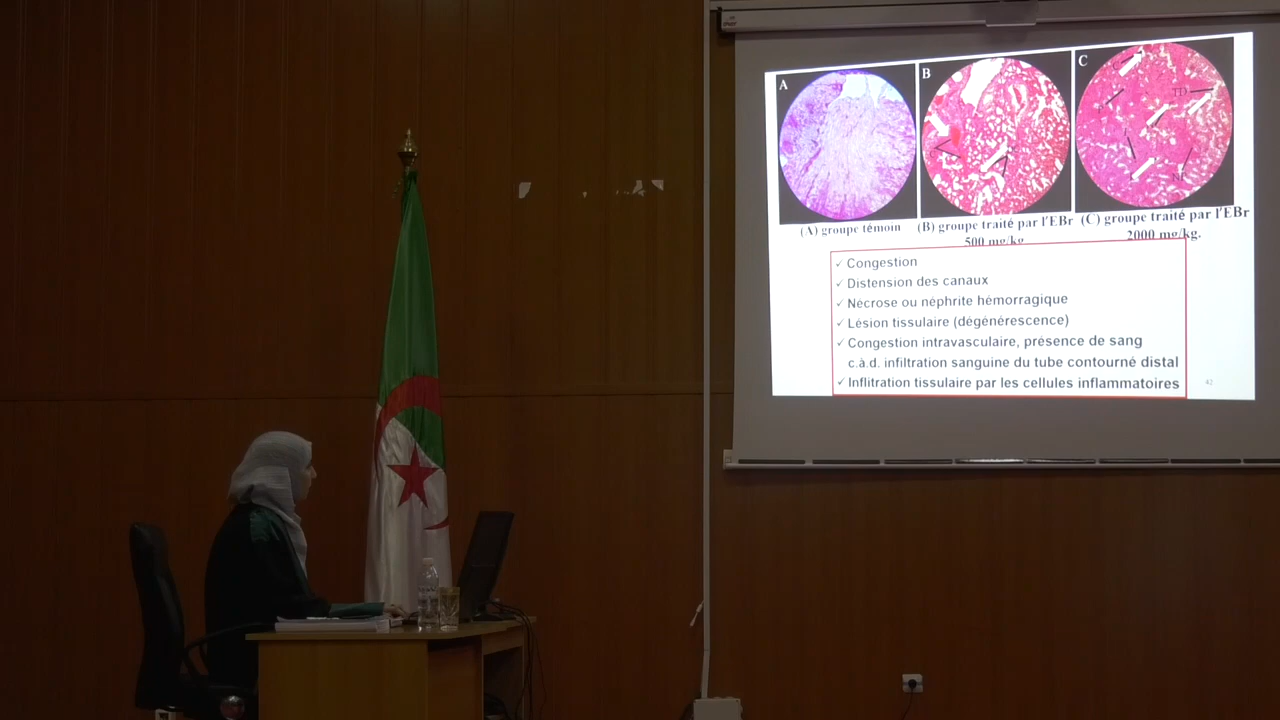 A
B
C
TD
NE
(A) groupe témoin
(B) groupe traité par l'EBr
500 mg/kg
(C) groupe traité par l'EBr
2000 mg/kg.
✓ Congestion
✓ Distension des canaux
✓ Nécrose ou néphrite hémorragique
✓ Lésion tissulaire (dégénérescence)
✓ Congestion intravasculaire, présence de sang
c.à.d. infiltration sanguine du tube contourné distal
✓ Inflitration tissulaire par les cellules inflammatoires
42